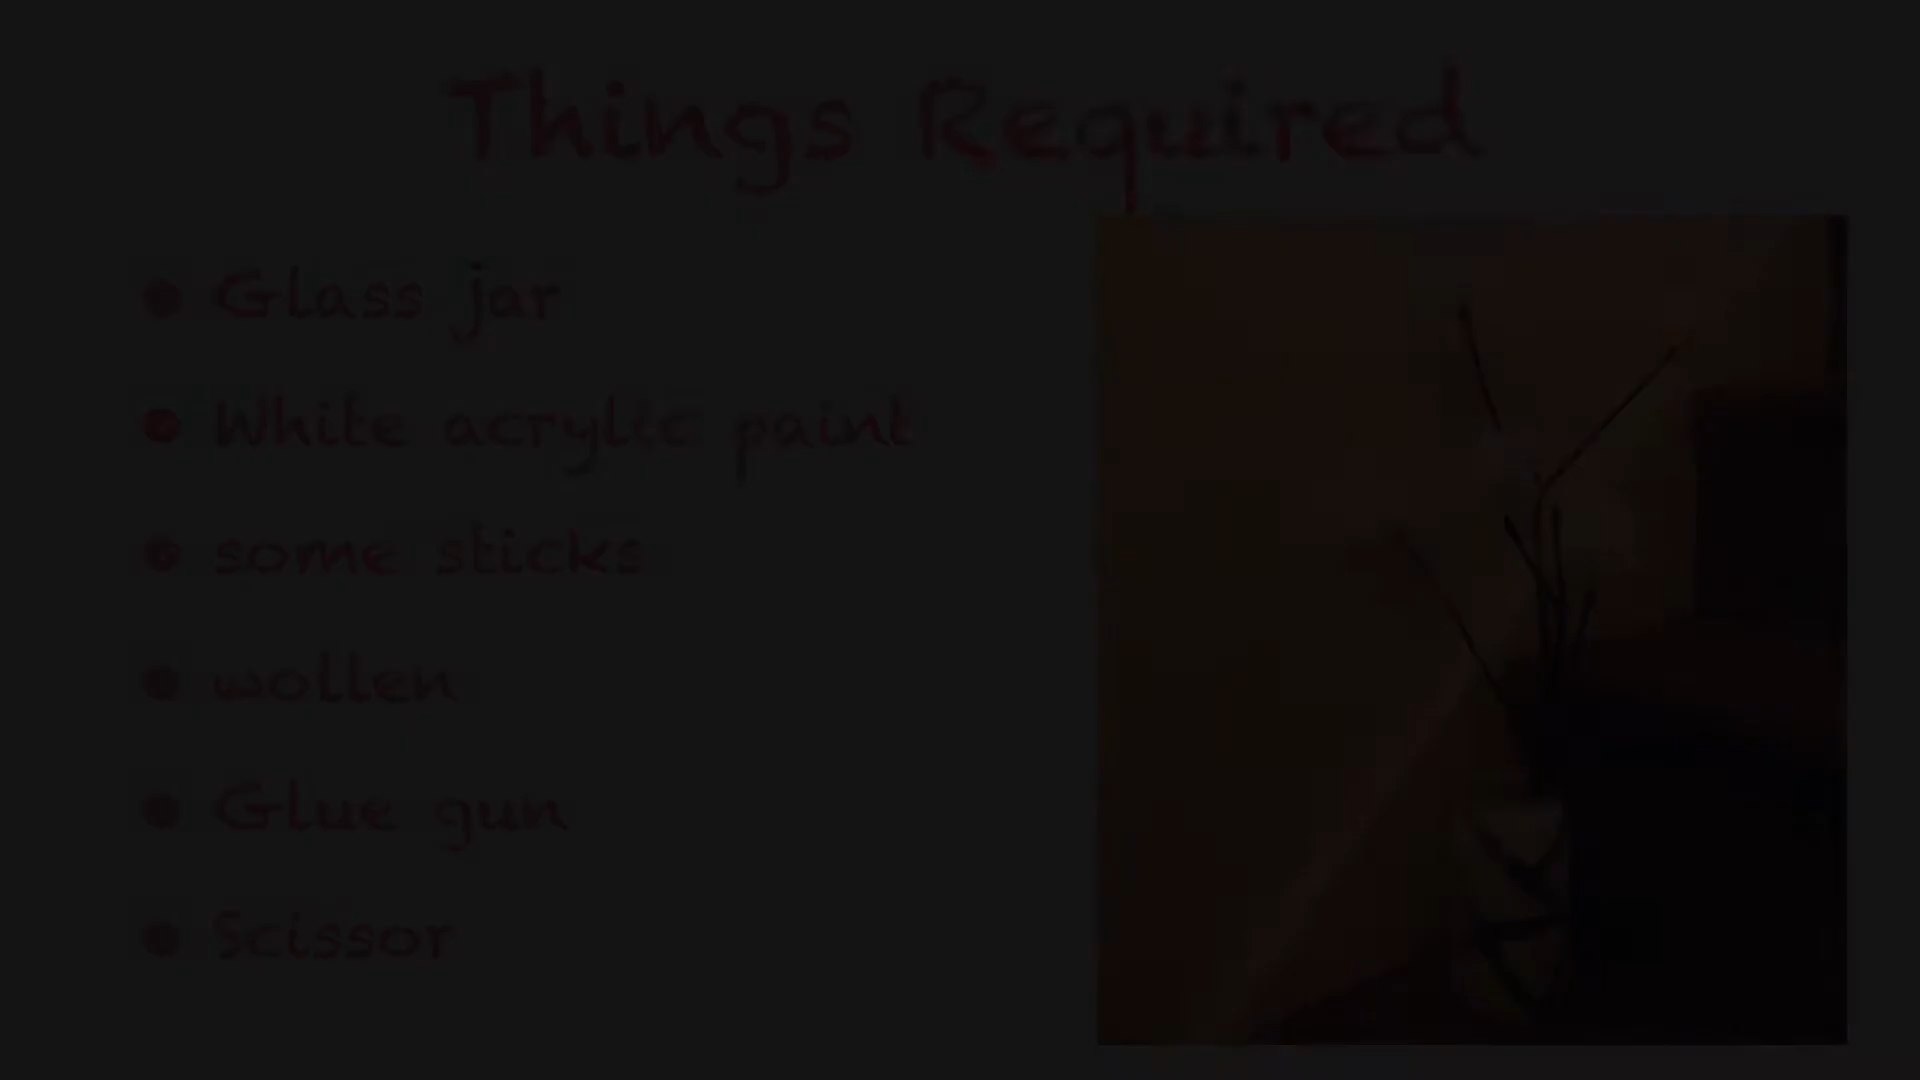 Things Required
• Glass jar
• White acrylic paint
• some sticks
• wollen
• Glue gun
• Scissor